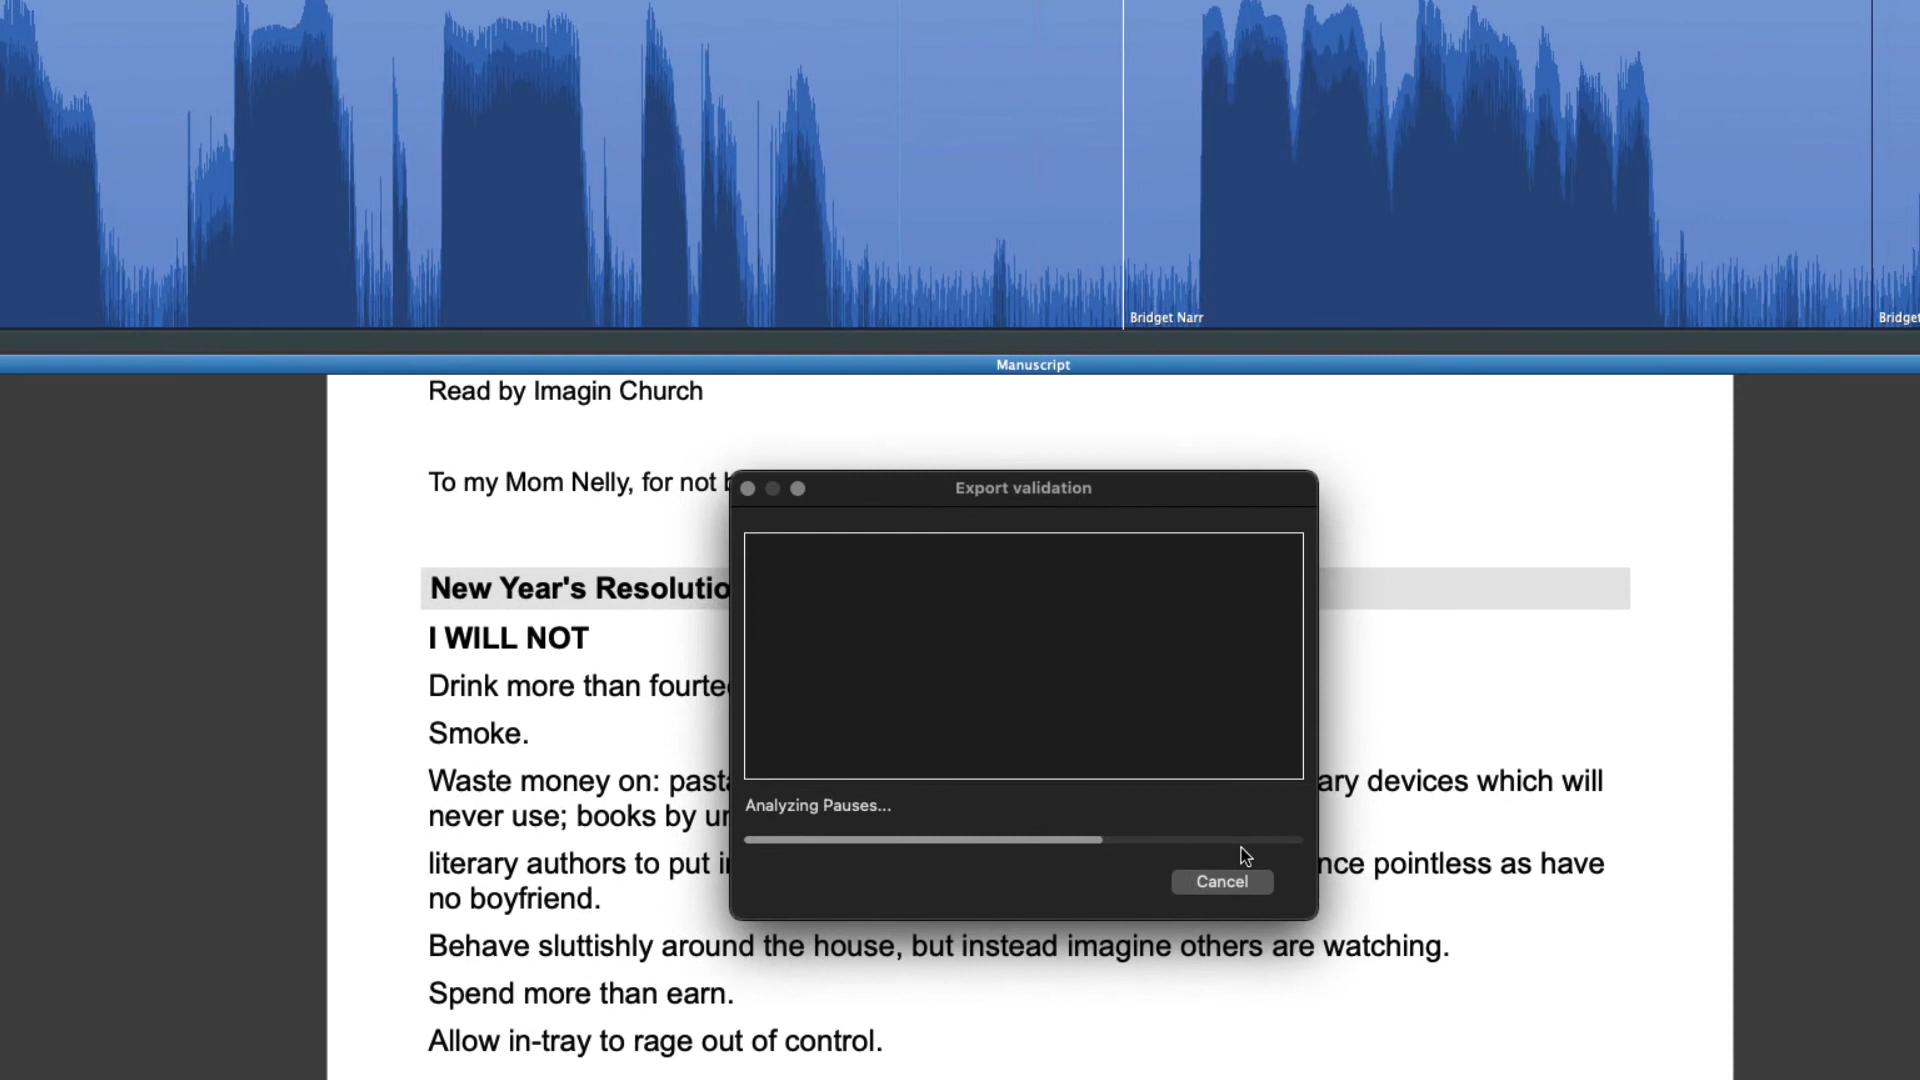 Bridget Narr
Bridget
Manuscript
Read by Imagin Church
To my Mom Nelly, for not
Export validation
New Year's Resolutio
I WILL NOT
Drink more than fourte
Smoke.
Waste money on: past ary devices which will
never use; books by
literary authors to put nce pointless as have
no boyfriend.
Analyzing Pauses...
Cancel
Behave sluttishly around the house, but instead imagine others are watching.
Spend more than earn.
Allow in-tray to rage out of control.